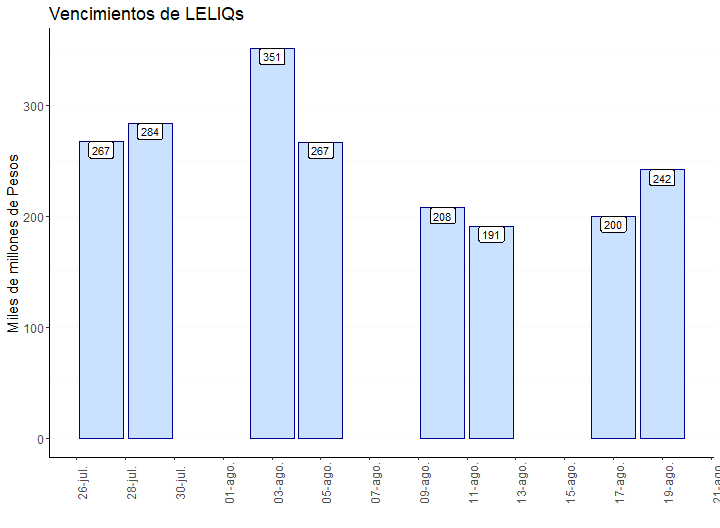 Vencimientos de LELIQs
Miles de millones de Pesos
300
200
100
0
267
284
351
267
208
191
200
242
26-jul.
28-jul.
30-jul.
01-ago.
03-ago.
05-ago.
07-ago.
09-ago.
11-ago.
13-ago.
15-ago.
17-ago.
19-ago.
21-ago